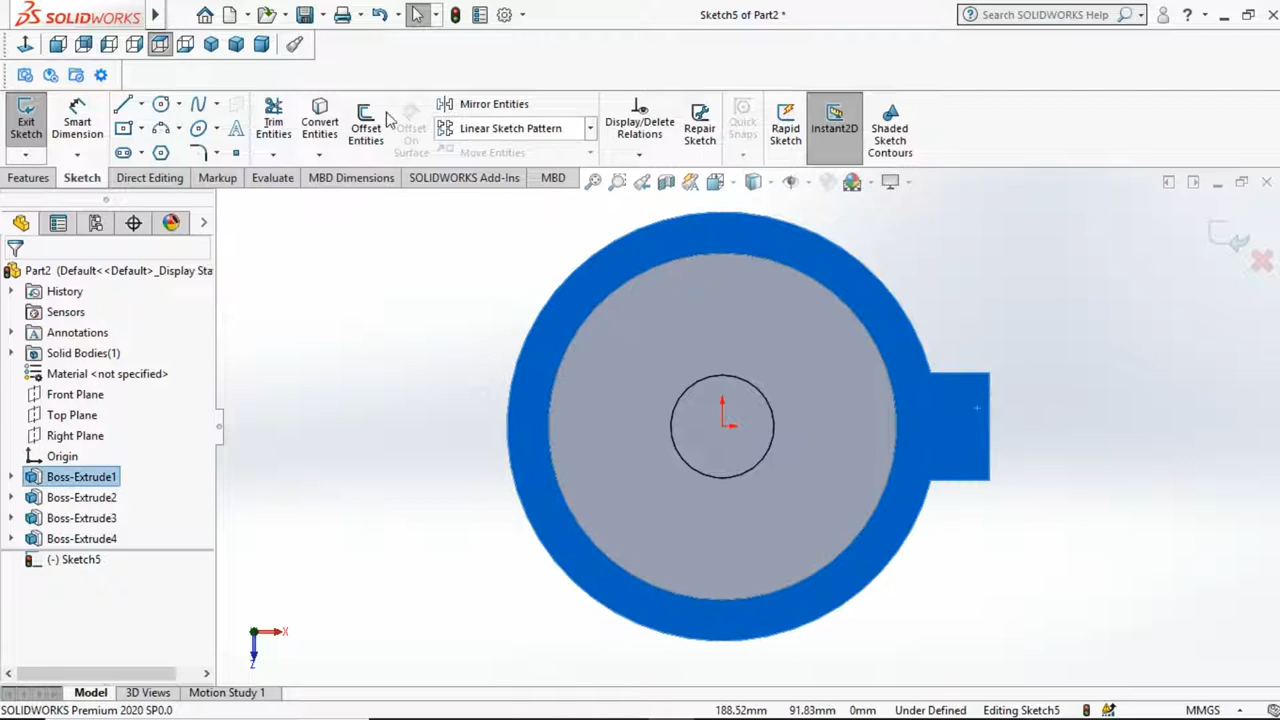 SOLIDWORKS
Sketch5 of Part2 *
Search SOLIDWORKS Help
?
Exit Sketch
Smart Dimension
Trim Entities
Convert Entities
Offset Entities
Offset On Surface
Mirror Entities
Linear Sketch Pattern
Move Entities
Display/Delete Relations
Repair Sketch
Quick Snaps
Rapid Sketch
Instant2D
Shaded Sketch Contours
Features
Sketch
Direct Editing
Markup
Evaluate
MBD Dimensions
SOLIDWORKS Add-Ins
MBD
Part2 (Default<<Default>_Display Sta
History
Sensors
Annotations
Solid Bodies(1)
Material <not specified>
Front Plane
Top Plane
Right Plane
Origin
Boss-Extrude1
Boss-Extrude2
Boss-Extrude3
Boss-Extrude4
(-) Sketch5
X
Z
Model
3D Views
Motion Study 1
SOLIDWORKS Premium 2020 SP0.0
188.52mm
91.83mm
0mm
Under Defined
Editing Sketch5
MMGS